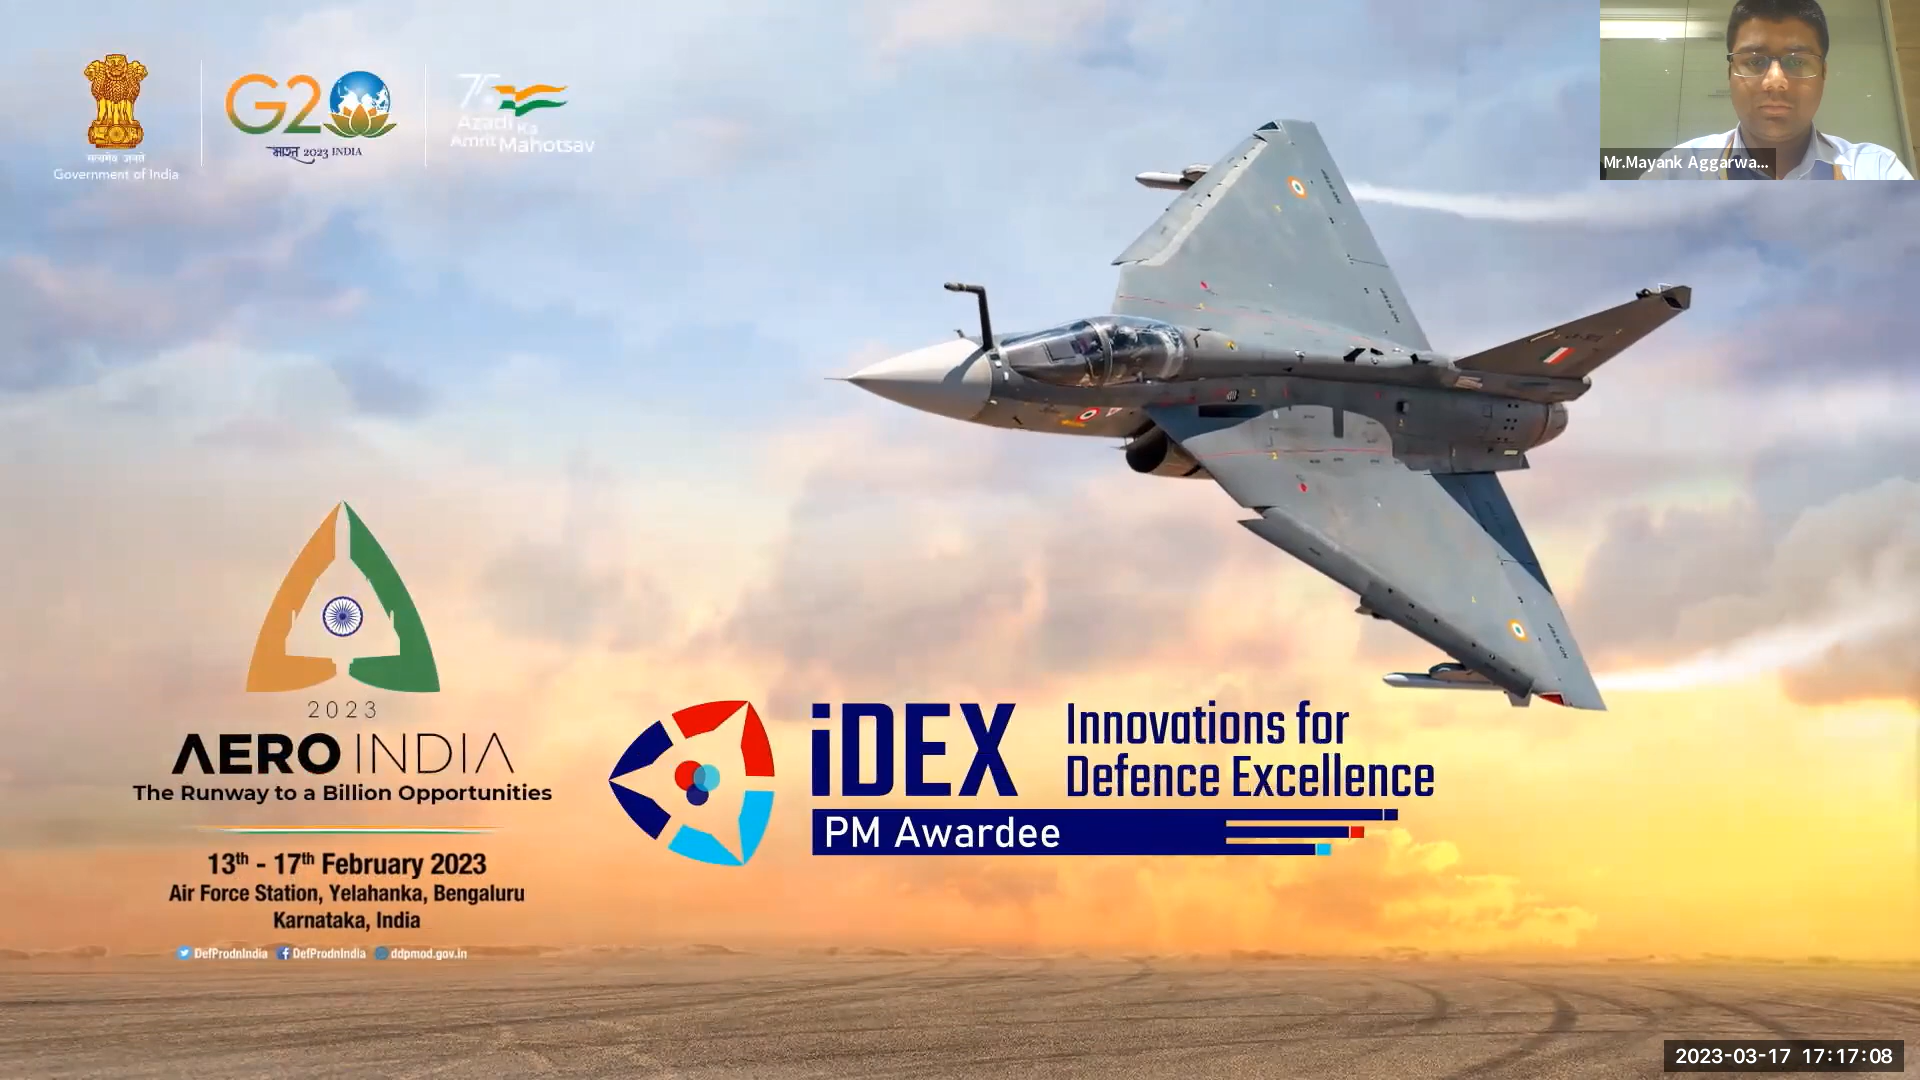 सत्यमेव जयते
Government of India
G20
भारत 2023 INDIA
75
Azadi Ka
Amrit Mahotsav
Mr.Mayank Aggarwa...
2023
AERO INDIA
The Runway to a Billion Opportunities
13th - 17th February 2023
Air Force Station, Yelahanka, Bengaluru
Karnataka, India
DefProdnIndia DefProdnIndia ddpmod.gov.in
iDEX
Innovations for
Defence Excellence
PM Awardee
2023-03-17 17:17:08